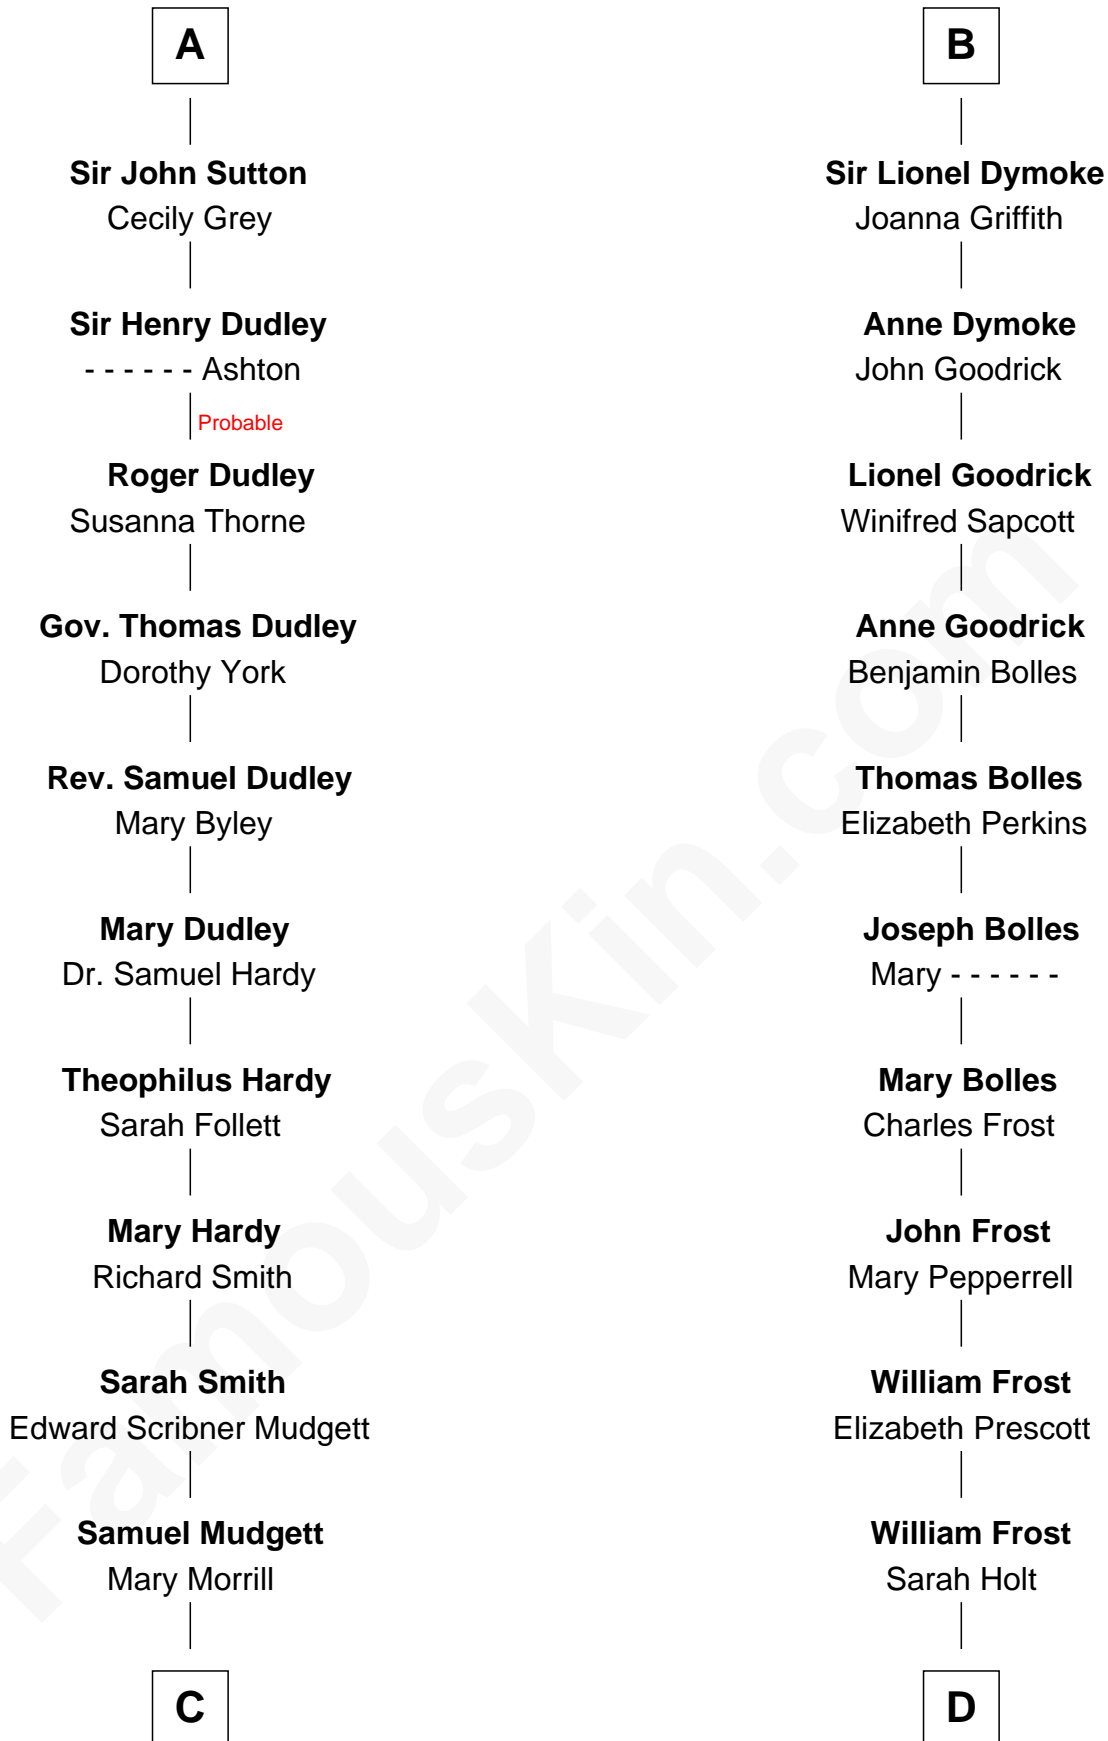 A
Sir John Sutton
Cecily Grey
Sir Henry Dudley
- - - - - - Ashton
Probable
Roger Dudley
Susanna Thorne
Gov. Thomas Dudley
Dorothy York
Rev. Samuel Dudley
Mary Byley
Mary Dudley
Dr. Samuel Hardy
Theophilus Hardy
Sarah Follett
Mary Hardy
Richard Smith
Sarah Smith
Edward Scribner Mudgett
Samuel Mudgett
Mary Morrill
C
B
Sir Lionel Dymoke
Joanna Griffith
Anne Dymoke
John Goodrick
Lionel Goodrick
Winifred Sapcott
Anne Goodrick
Benjamin Bolles
Thomas Bolles
Elizabeth Perkins
Joseph Bolles
Mary - - - - - -
Mary Bolles
Charles Frost
John Frost
Mary Pepperrell
William Frost
Elizabeth Prescott
William Frost
Sarah Holt
D
FamousKin.com